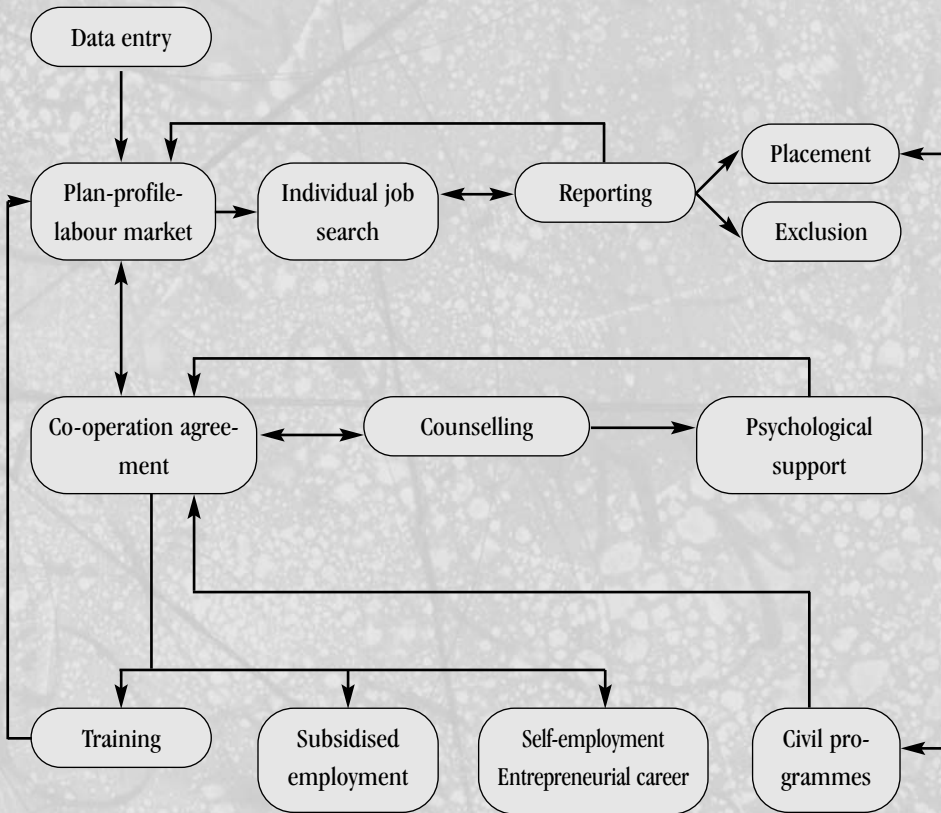 Data entry
Plan-profile-
labour market
Individual job
search
Reporting
Placement
Exclusion
Co-operation agree-
ment
Counselling
Psychological
support
Training
Subsidised
employment
Self-employment
Entrepreneurial career
Civil pro-
grammes